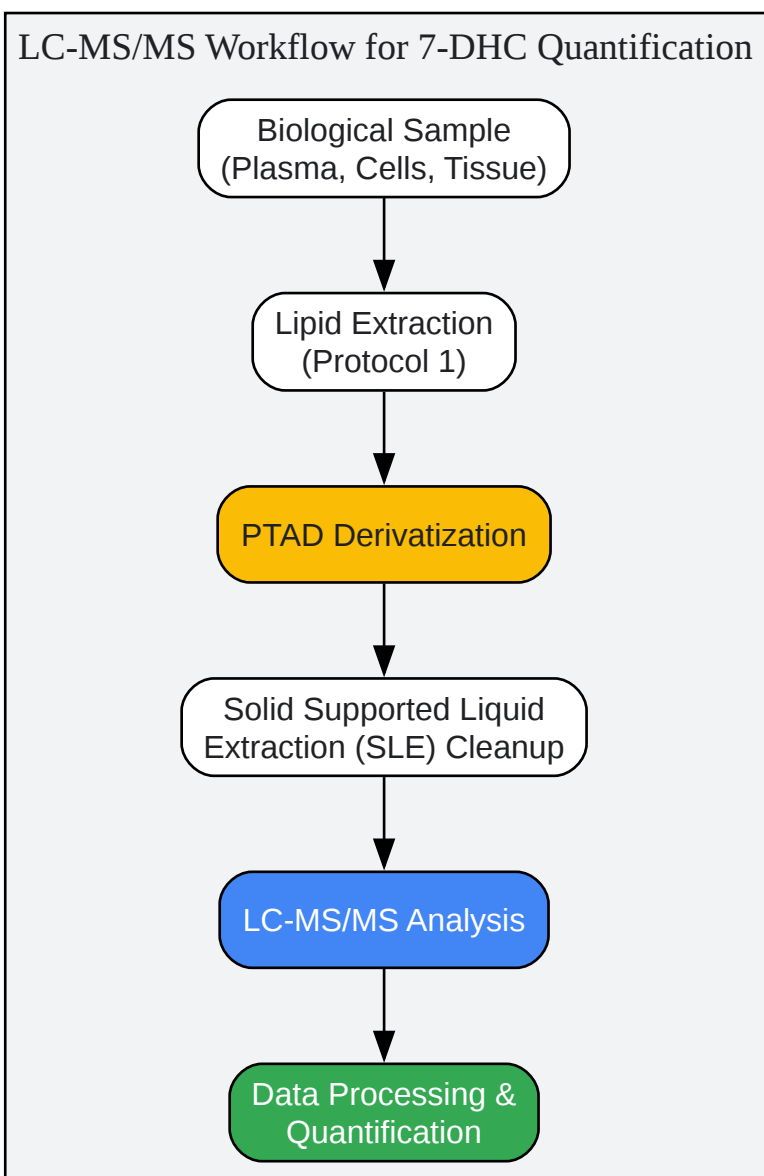 LC-MS/MS Workflow for 7-DHC Quantification
Biological Sample
(Plasma, Cells, Tissue)
Lipid Extraction
(Protocol 1)
PTAD Derivatization
Solid Supported Liquid
Extraction (SLE) Cleanup
LC-MS/MS Analysis
Data Processing &
Quantification